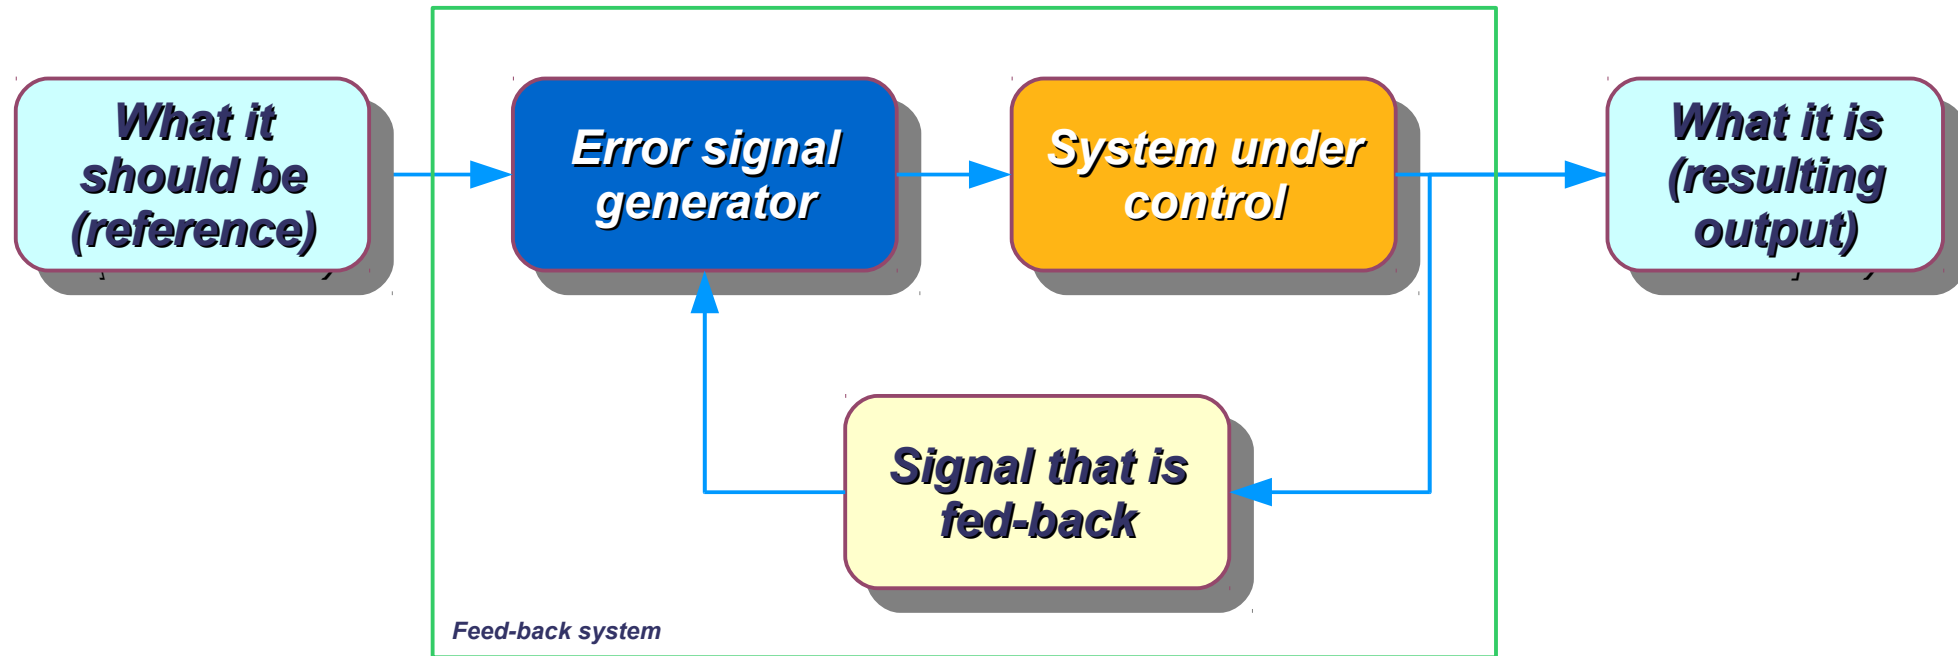 What it
should be
(reference)
Error signal
generator
System under
control
What it is
(resulting
output)
Signal that is
fed-back
Feed-back system